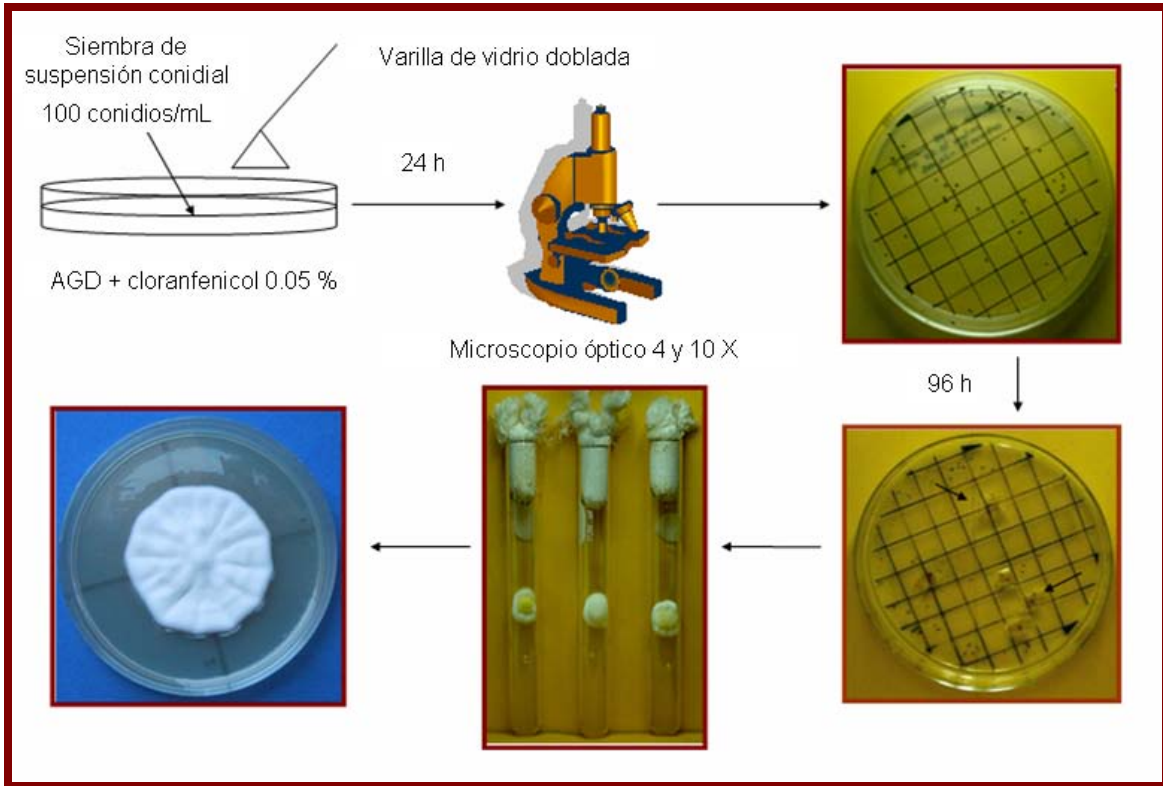 Siembra de
suspensión conidial
100 conidios/mL
Varilla de vidrio doblada
24 h
AGD + cloranfenicol 0.05 %
Microscopio óptico 4 y 10 X
96 h